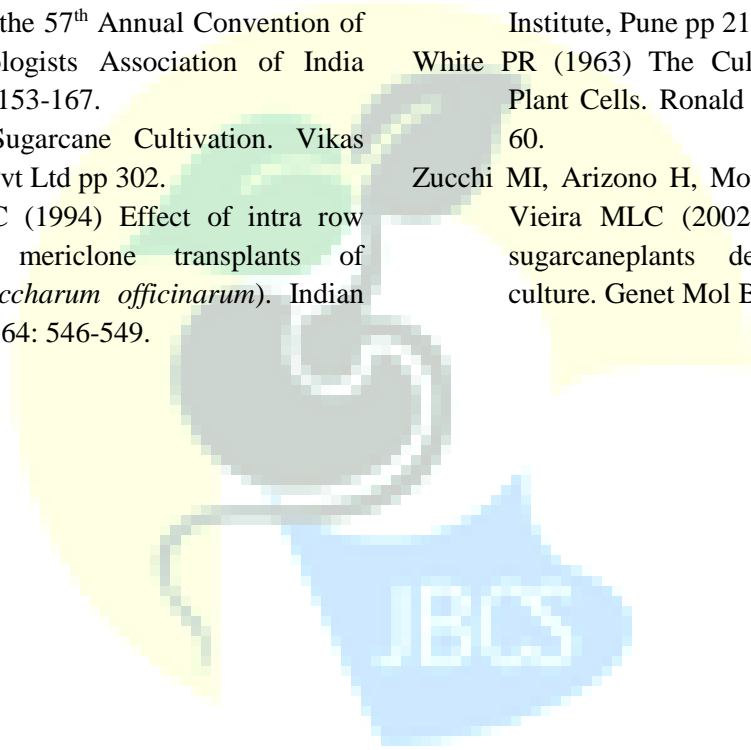 the 57th Annual Convention of
ologists Association of India
153-167.
Sugarcane Cultivation. Vikas
vt Ltd pp 302.
C (1994) Effect of intra row
mericlone transplants of
ccharum officinarum). Indian
64: 546-549.
Institute, Pune pp 21
White PR (1963) The Cul
Plant Cells. Ronald
60.
Zucchi MI, Arizono H, Mo
Vieira MLC (2002
sugarcaneplants de
culture. Genet Mol B
JBCS